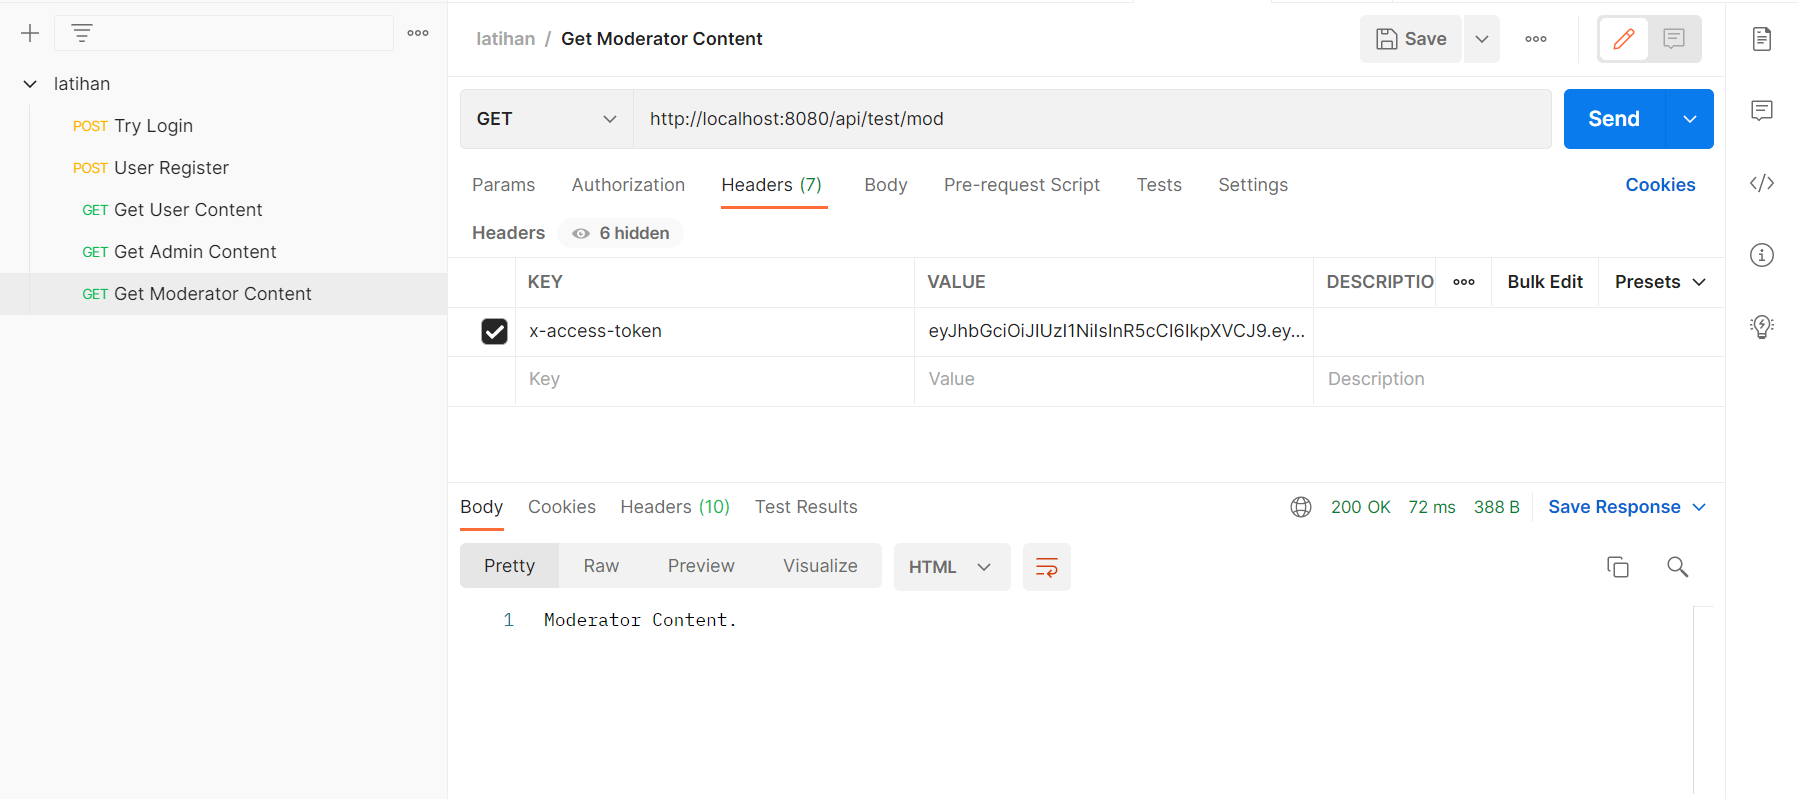 latihan
POST Try Login
POST User Register
GET Get User Content
GET Get Admin Content
GET Get Moderator Content
latihan / Get Moderator Content
Save
GET http://localhost:8080/api/test/mod Send
Params Authorization Headers (7) Body Pre-request Script Tests Settings Cookies
Headers 6 hidden
KEY VALUE DESCRIPTIO Bulk Edit Presets
x-access-token eyJhbGciOiJIUzI1NiIsInR5cCI6IkpXVCJ9.ey...
Key Value Description
Body Cookies Headers (10) Test Results 200 OK 72 ms 388 B Save Response
Pretty Raw Preview Visualize HTML
1 Moderator Content.